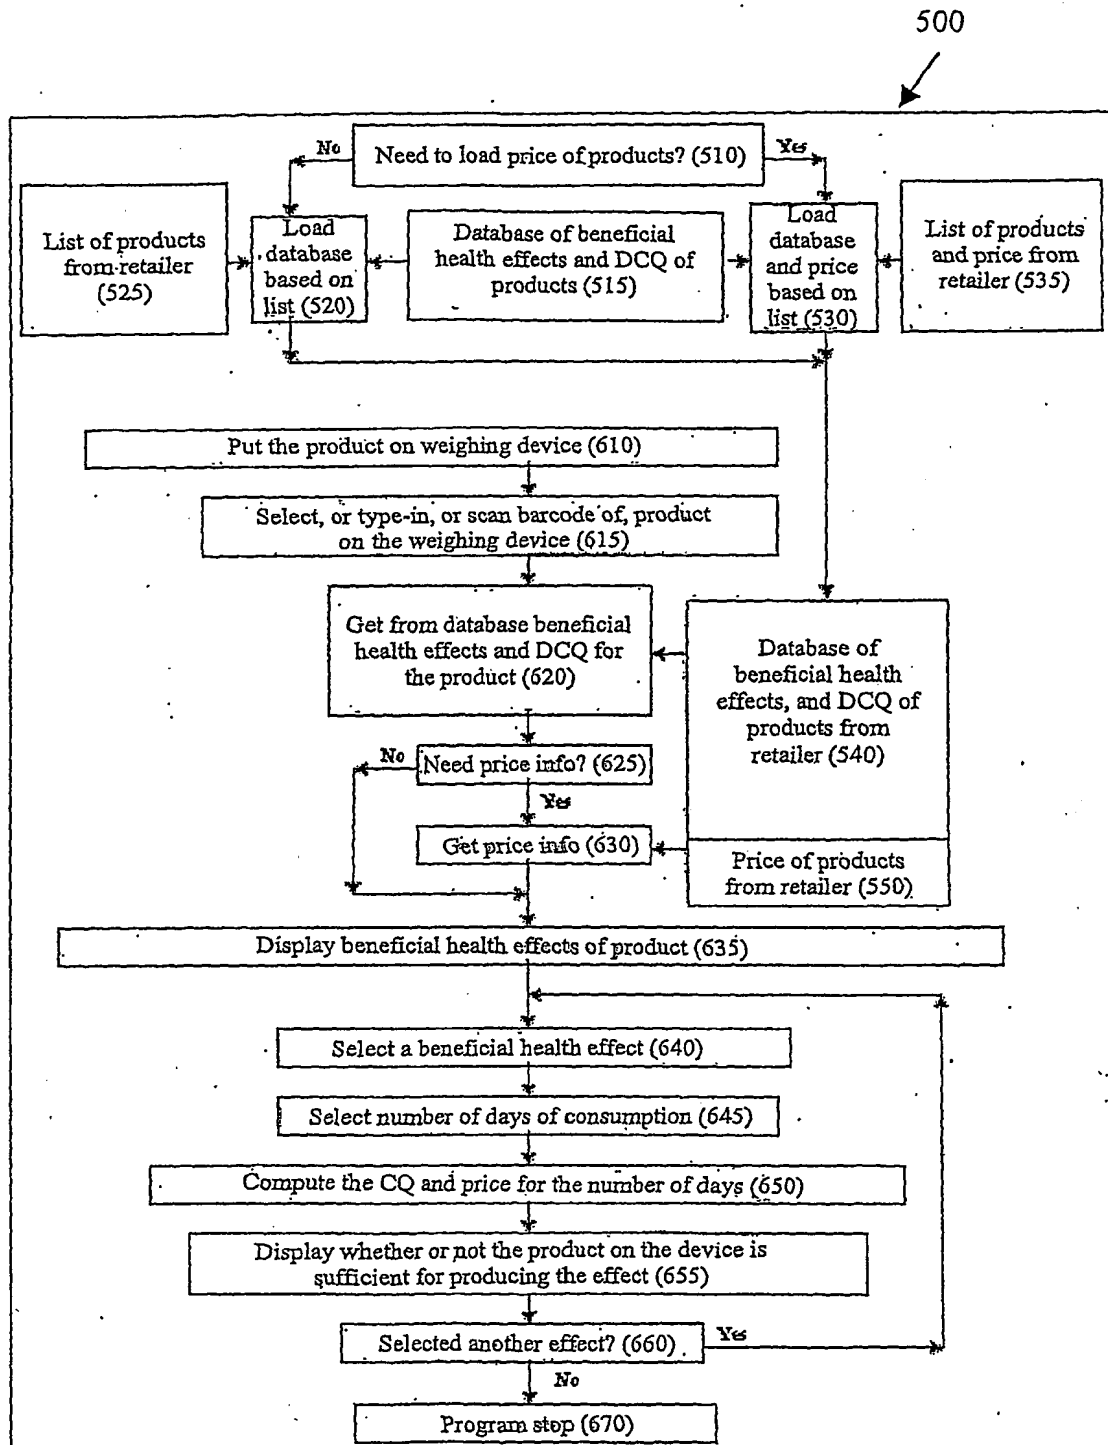 500
No
Need to load price of products? (510)
Yes
List of products
from retailer
(525)
Load
database
based on
list (520)
Database of beneficial
health effects and DCQ of
products (515)
Load
database
and price
based on
list (530)
List of products
and price from
retailer (535)
Put the product on weighing device (610)
Select, or type-in, or scan barcode of, product
on the weighing device (615)
Get from database beneficial
health effects and DCQ for
the product (620)
Database of
beneficial health
effects, and DCQ of
products from
retailer (540)
No
Need price info? (625)
Yes
Get price info (630)
Price of products
from retailer (550)
Display beneficial health effects of product (635)
Select a beneficial health effect (640)
Select number of days of consumption (645)
Compute the CQ and price for the number of days (650)
Display whether or not the product on the device is
sufficient for producing the effect (655)
Selected another effect? (660)
Yes
No
Program stop (670)